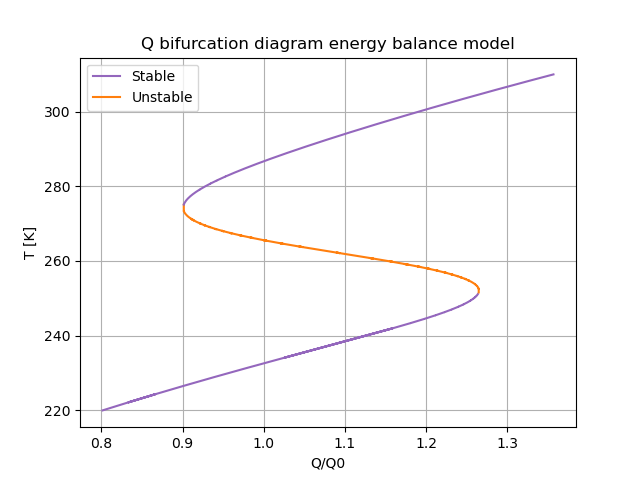 Q bifurcation diagram energy balance model
Stable
Unstable
T [K]
300
280
260
240
220
0.8 0.9 1.0 1.1 1.2 1.3
Q/Q0